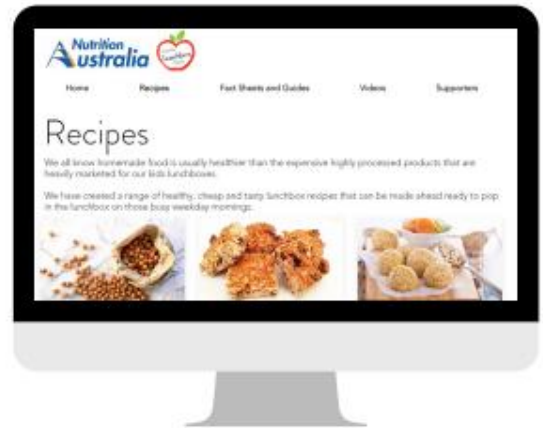 Nutrition
Australia
Home Recipes Fact Sheets and Guides Videos Supporters
Recipes
We all know homemade food is usually healthier than the expensive highly processed products that are
heavily marketed for our kids lunchboxes.
We have created a range of healthy, cheap and tasty lunchbox recipes that can be made ahead ready to pop
in the lunchbox on those busy weekday mornings.